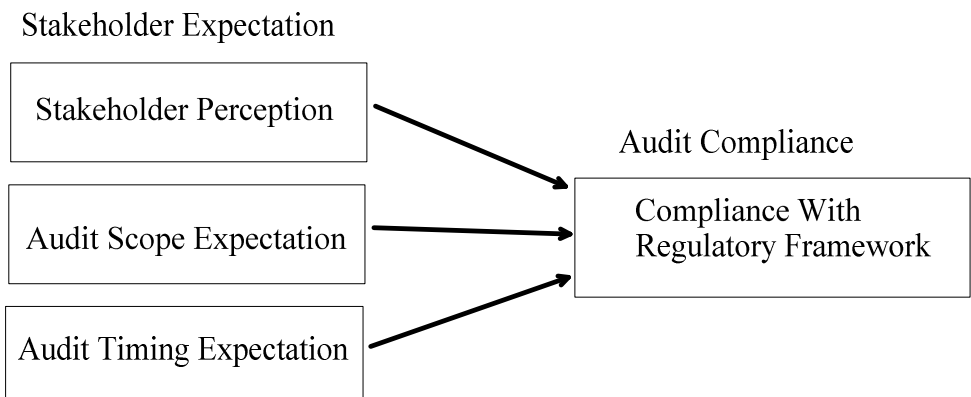 Stakeholder Expectation
Stakeholder Perception
Audit Scope Expectation
Audit Timing Expectation
Audit Compliance
Compliance With
Regulatory Framework